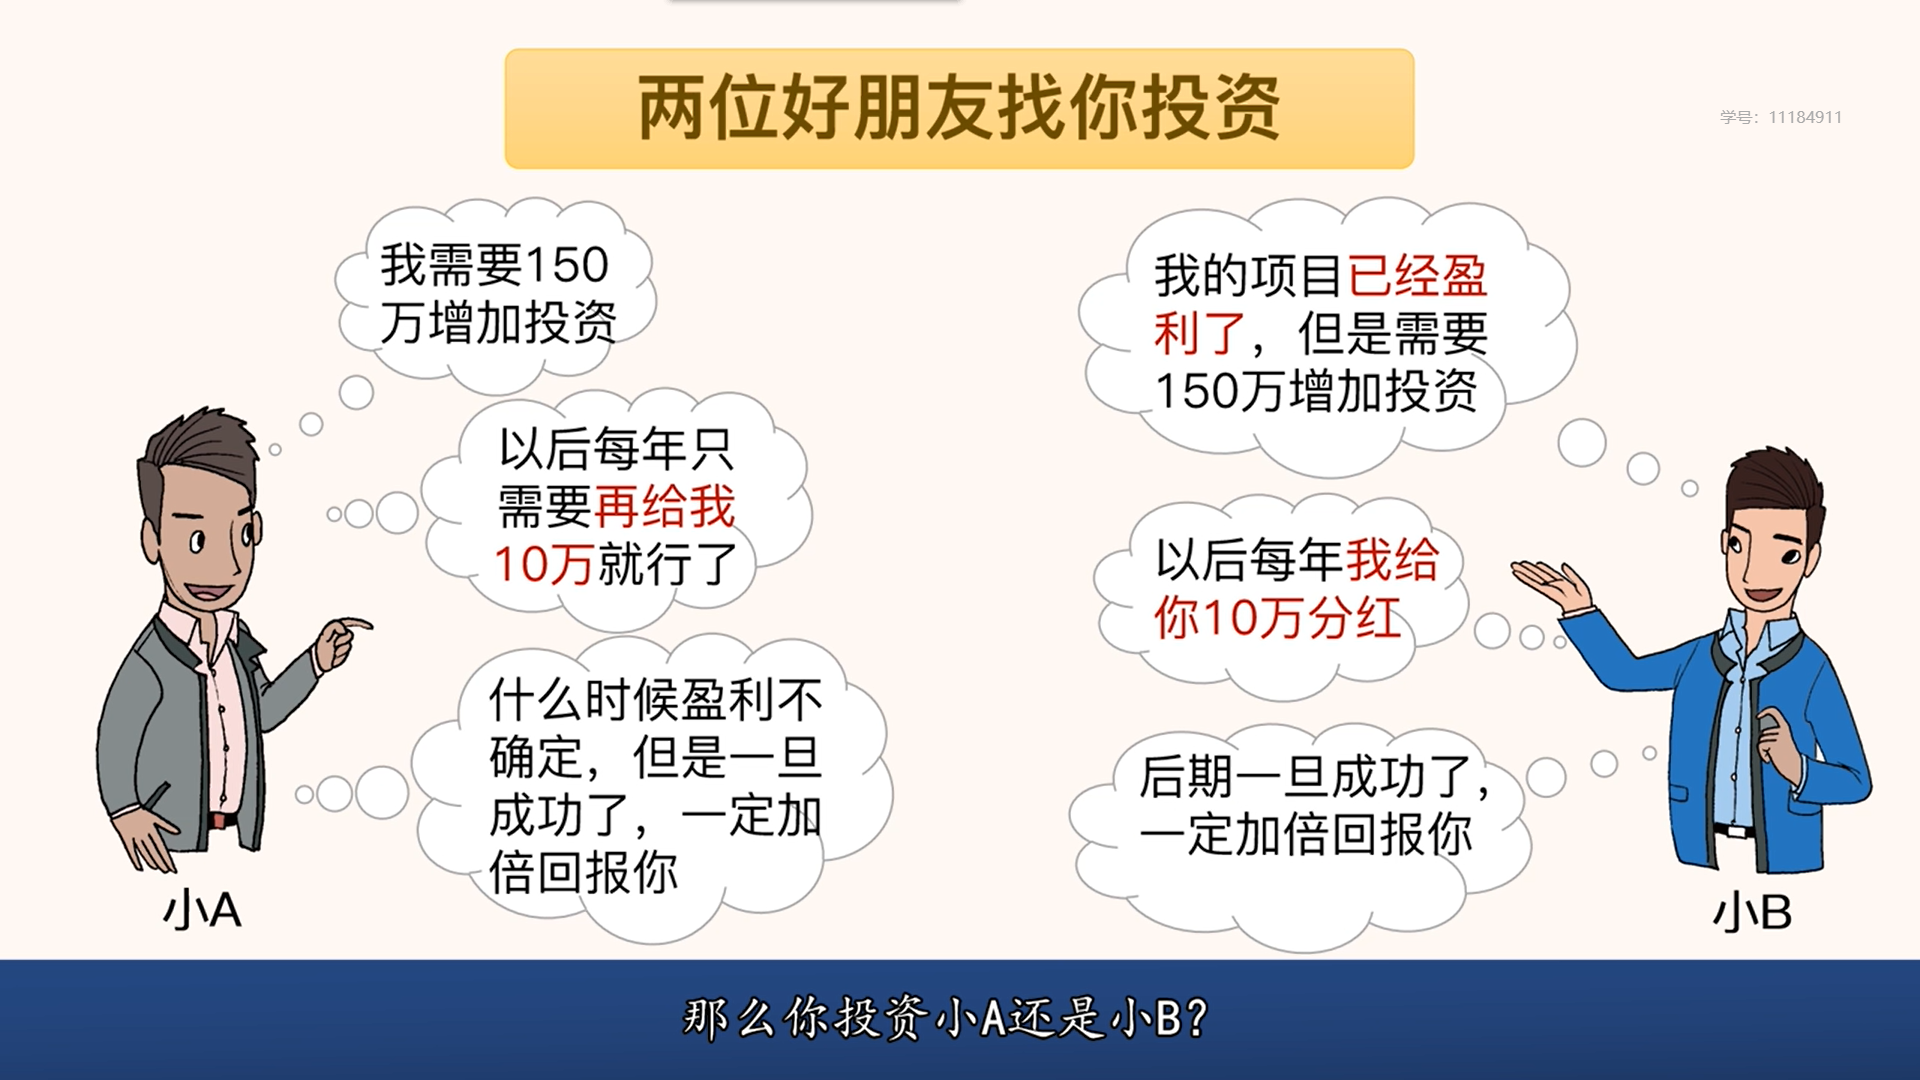 两位好朋友找你投资
学号：11184911
我需要150
万增加投资
以后每年只
需要再给我
10万就行了
什么时候盈利不
确定，但是一旦
成功了，一定加
倍回报你
小A
我的项目已经盈
利了，但是需要
150万增加投资
以后每年我给
你10万分红
后期一旦成功了，
一定加倍回报你
小B
那么你投资小A还是小B？